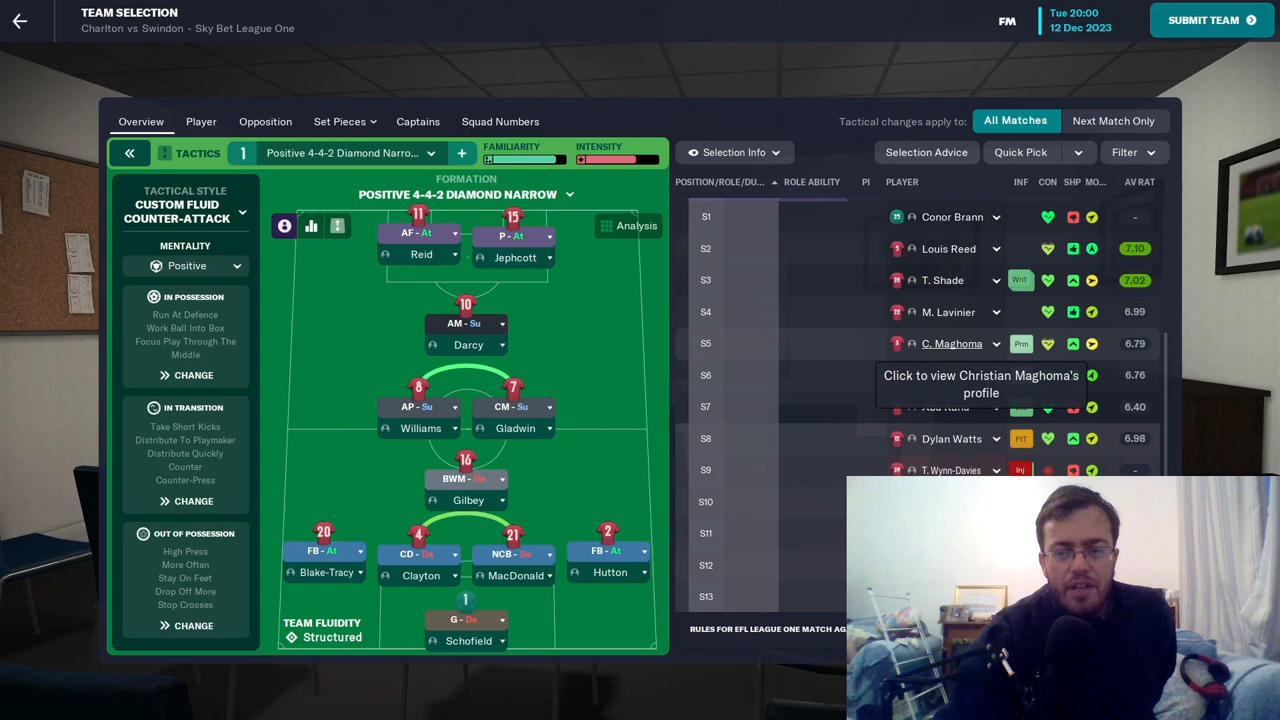 TEAM SELECTION
Charlton vs Swindon - Sky Bet League One
FM
Tue 20:00
12 Dec 2023
SUBMIT TEAM
Overview
Player
Opposition
Set Pieces
Captains
Squad Numbers
Tactical changes apply to:
All Matches
Next Match Only
TACTICS
1
Positive 4-4-2 Diamond Narro...
+
FAMILIARITY
INTENSITY
Selection Info
Selection Advice
Quick Pick
Filter
TACTICAL STYLE
CUSTOM FLUID
COUNTER-ATTACK
MENTALITY
Positive
IN POSSESSION
Run At Defence
Work Ball Into Box
Focus Play Through The
Middle
CHANGE
IN TRANSITION
Take Short Kicks
Distribute To Playmaker
Distribute Quickly
Counter
Counter-Press
CHANGE
OUT OF POSSESSION
High Press
More Often
Stay On Feet
Drop Off More
Stop Crosses
CHANGE
FORMATION
POSITIVE 4-4-2 DIAMOND NARROW
Analysis
11
AF - At
Reid
15
P - At
Jephcott
10
AM - Su
Darcy
8
AP - Su
Williams
7
CM - Su
Gladwin
16
BWM - De
Gilbey
20
FB - At
Blake-Tracy
4
CD - De
Clayton
21
NCB - De
MacDonald
2
FB - At
Hutton
1
G - De
Schofield
TEAM FLUIDITY
Structured
POSITION/ROLE/DU... ROLE ABILITY PI PLAYER INF CON SHP MO... AV RAT
S1 Conor Brann -
S2 Louis Reed 7.10
S3 T. Shade Wnt 7.02
S4 M. Lavinier 6.99
S5 C. Maghoma Prm 6.79
S6 6.76
Click to view Christian Maghoma's
profile
S7 6.40
S8 Dylan Watts FtT 6.98
S9 T. Wynn-Davies Inj -
S10
S11
S12
S13
RULES FOR EFL LEAGUE ONE MATCH AG